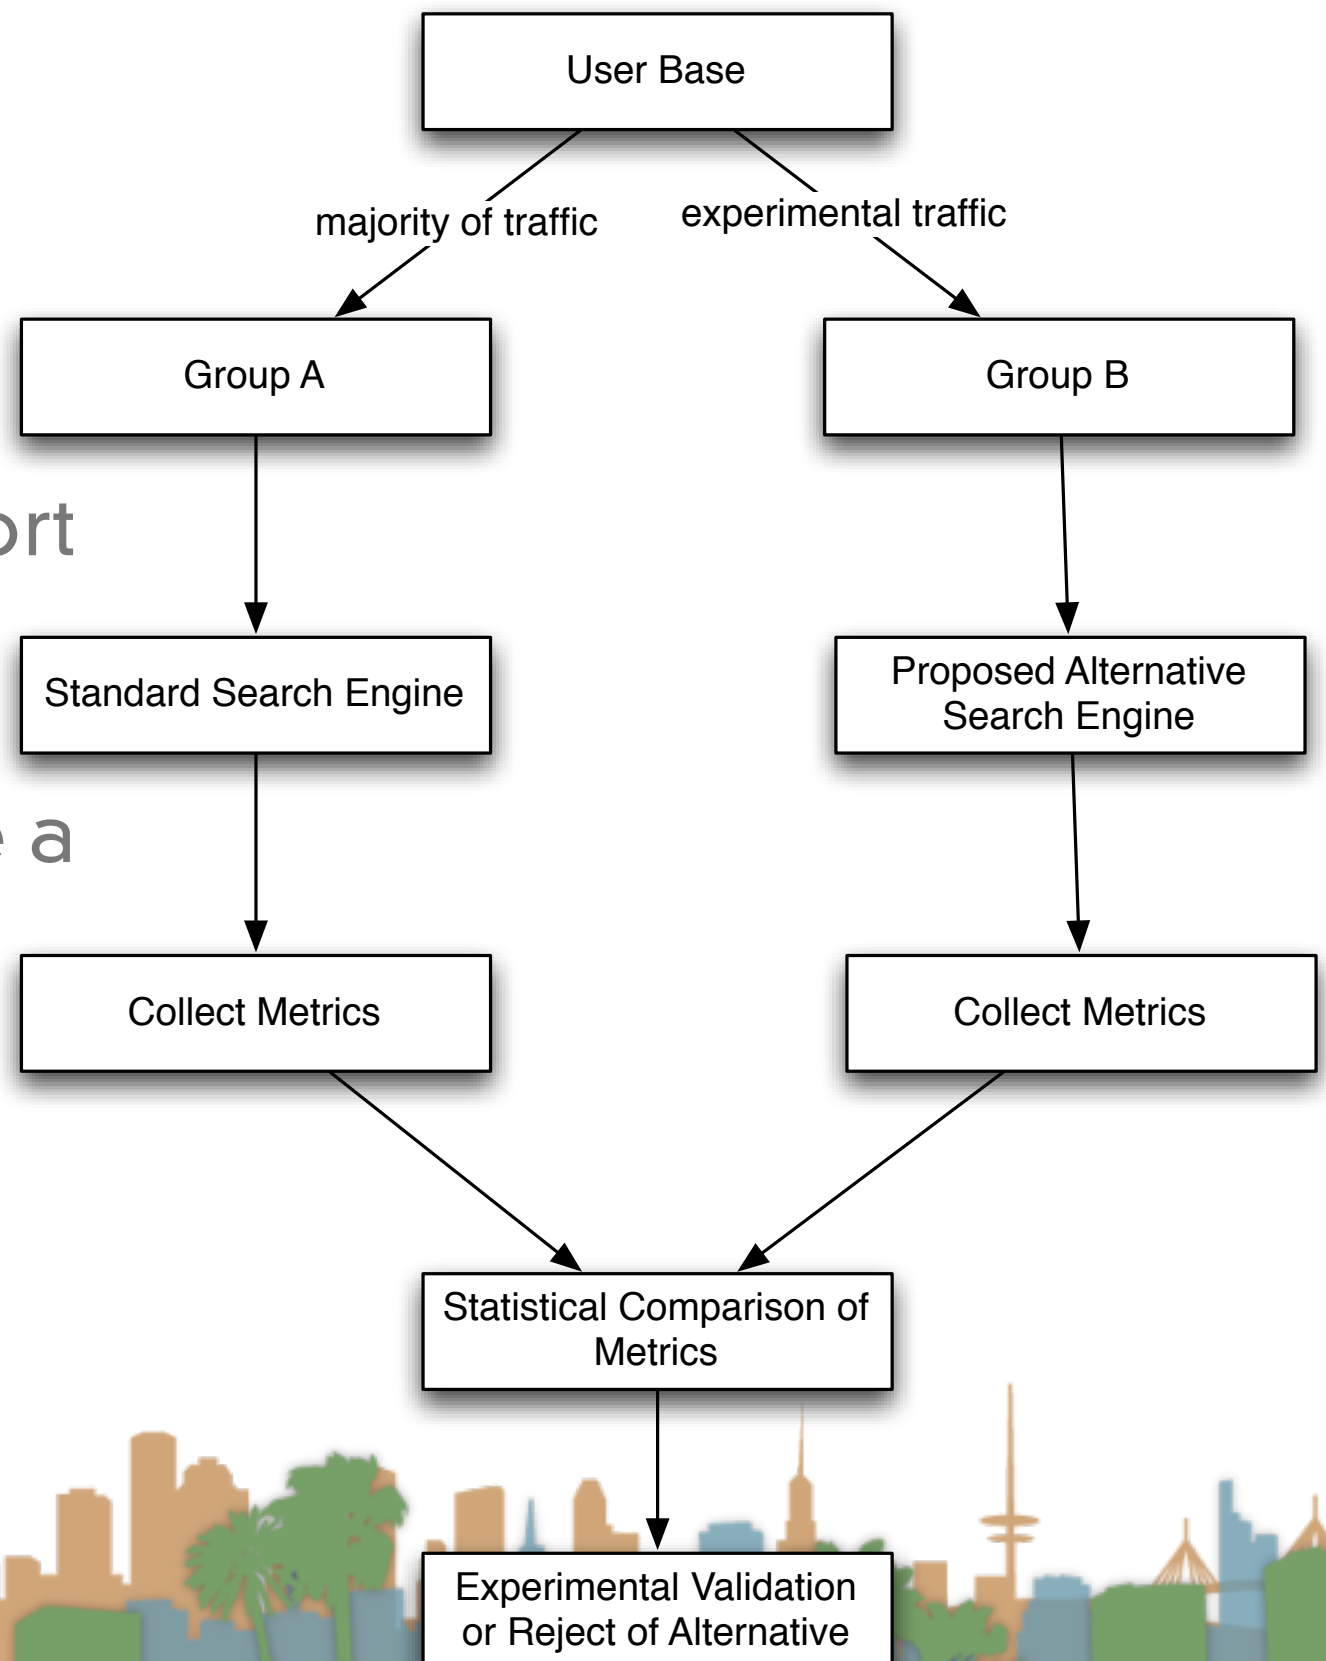 User Base
majority of traffic
experimental traffic
Group A
Group B
Standard Search Engine
Proposed Alternative
Search Engine
a
Collect Metrics
Collect Metrics
Statistical Comparison of
Metrics
Experimental Validation
or Reject of Alternative